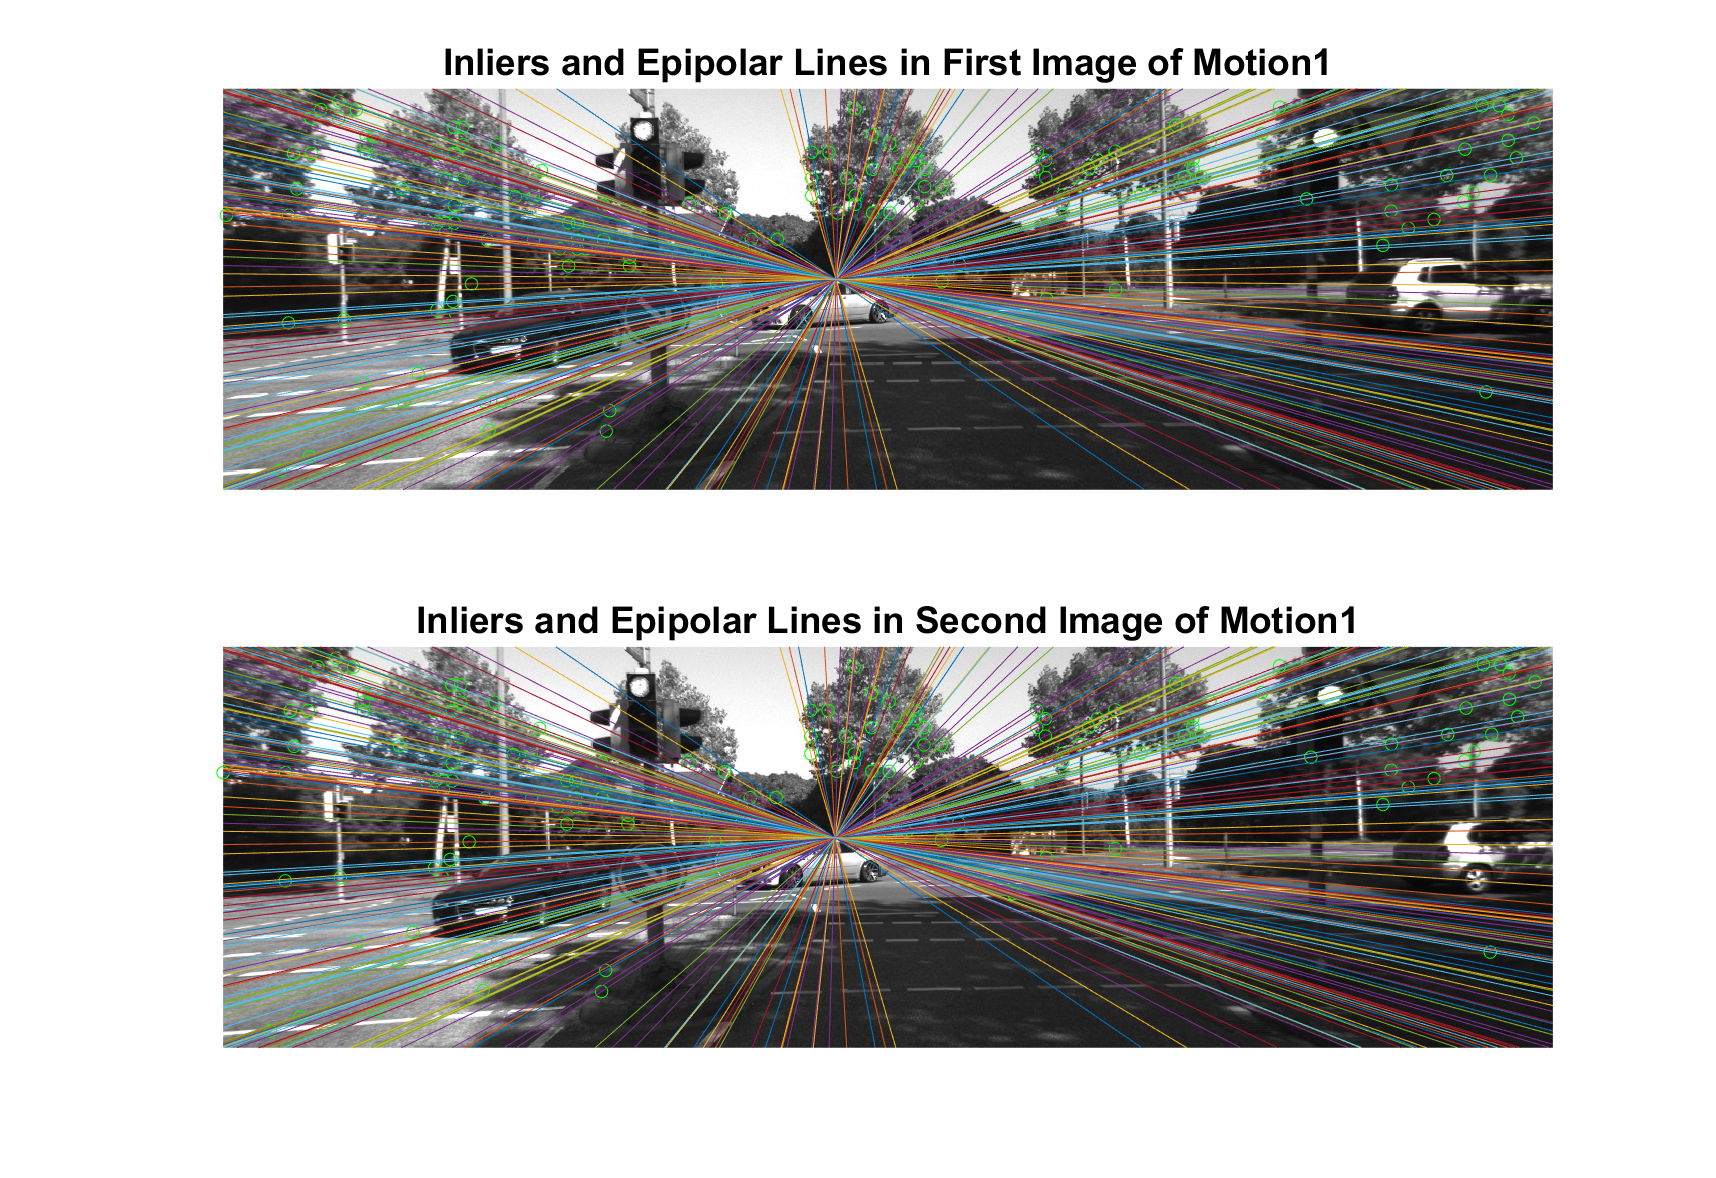 Inliers and Epipolar Lines in First Image of Motion1
Inliers and Epipolar Lines in Second Image of Motion1